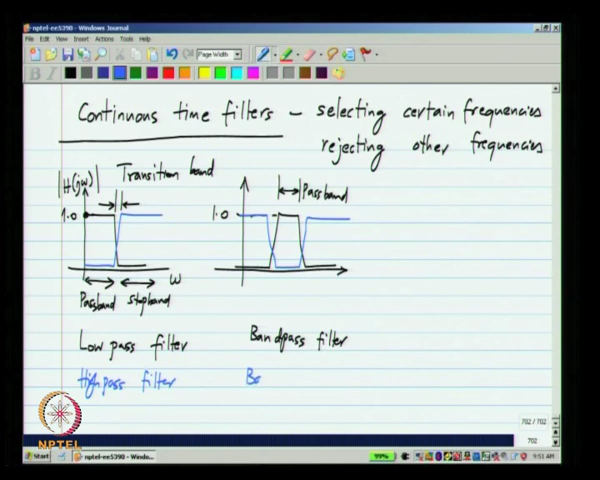 nptel-ee5390 - Windows Journal
File Edit View Insert Actions Tools Help
Page Width
Continuous time filters – selecting certain frequencies
rejecting other frequencies
|H(jω)| Transition band
Passband
1.0
1.0
ω
Passband stopband
Low pass filter
Bandpass filter
High pass filter
Ba
NPTEL
702 / 702
702
Start
nptel-ee5390 - Windo...
99%
9:51 AM